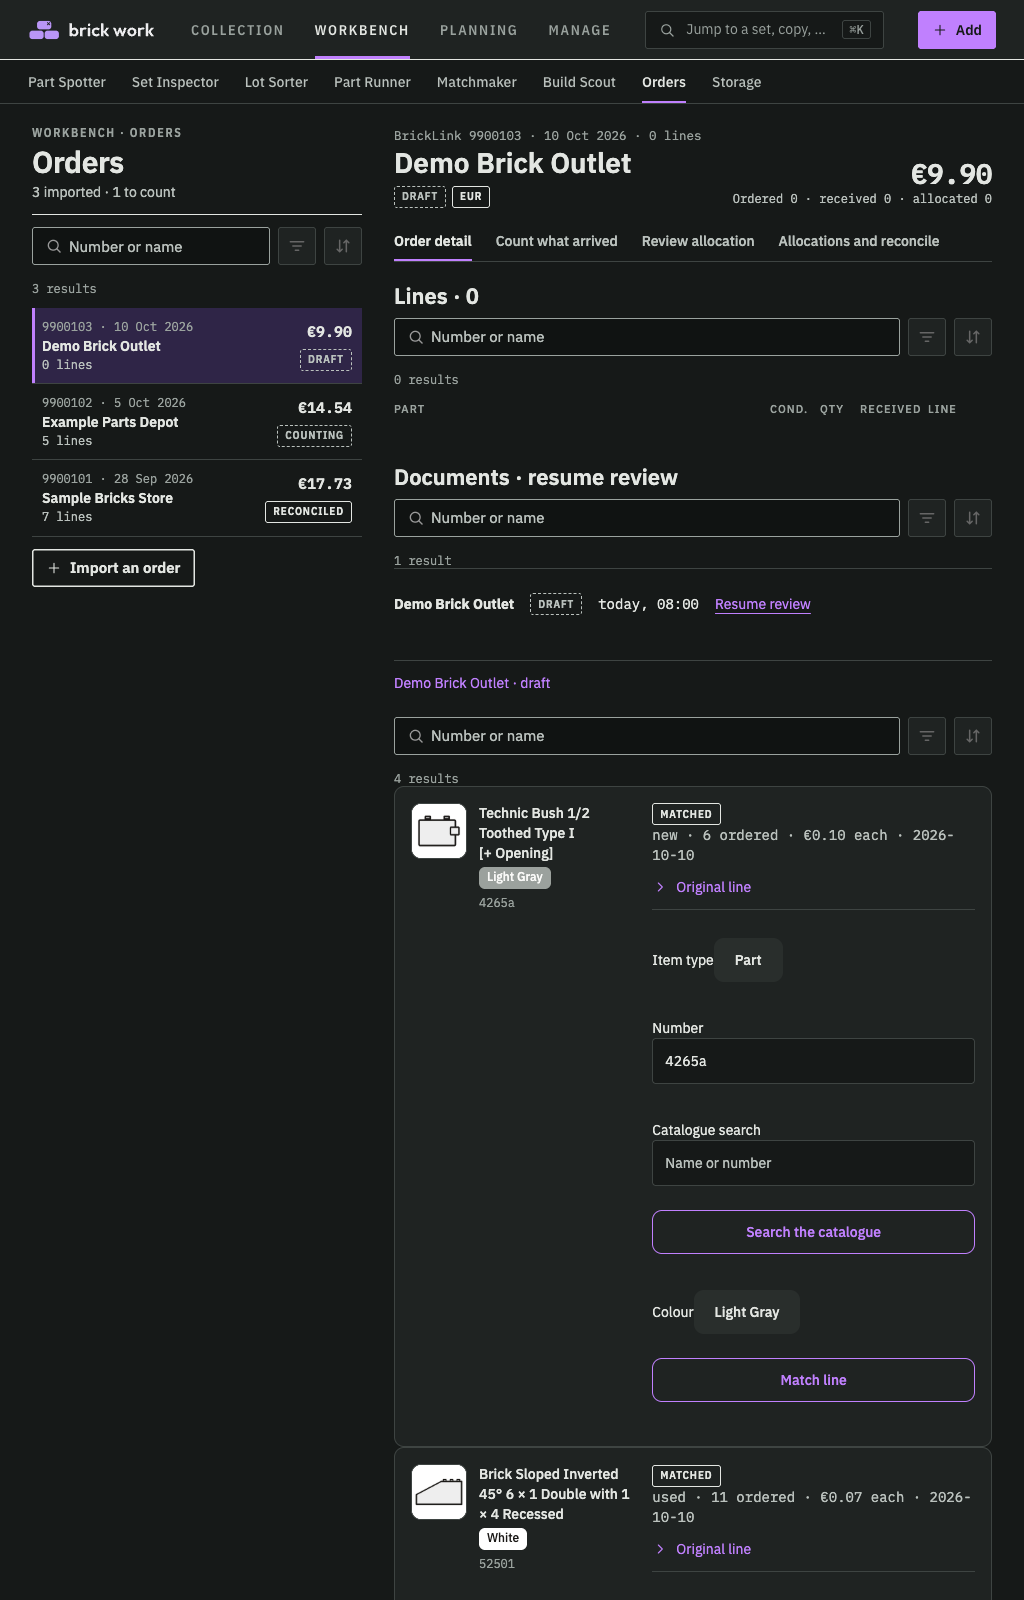 brick work
COLLECTION
WORKBENCH
PLANNING
MANAGE
Jump to a set, copy, ...
⌘K
Add
Part Spotter
Set Inspector
Lot Sorter
Part Runner
Matchmaker
Build Scout
Orders
Storage
WORKBENCH · ORDERS
Orders
3 imported · 1 to count
Number or name
3 results
9900103 · 10 Oct 2026
€9.90
Demo Brick Outlet
0 lines
DRAFT
9900102 · 5 Oct 2026
€14.54
Example Parts Depot
5 lines
COUNTING
9900101 · 28 Sep 2026
€17.73
Sample Bricks Store
7 lines
RECONCILED
Import an order
BrickLink 9900103 · 10 Oct 2026 · 0 lines
Demo Brick Outlet
€9.90
DRAFT
EUR
Ordered 0 · received 0 · allocated 0
Order detail
Count what arrived
Review allocation
Allocations and reconcile
Lines · 0
Number or name
0 results
PART
COND.
QTY
RECEIVED
LINE
Documents · resume review
Number or name
1 result
Demo Brick Outlet
DRAFT
today, 08:00
Resume review
Demo Brick Outlet · draft
Number or name
4 results
Technic Bush 1/2
Toothed Type I
[+ Opening]
Light Gray
4265a
MATCHED
new · 6 ordered · €0.10 each · 2026-
10-10
Original line
Item type
Part
Number
4265a
Catalogue search
Name or number
Search the catalogue
Colour
Light Gray
Match line
Brick Sloped Inverted
45° 6 × 1 Double with 1
× 4 Recessed
White
52501
MATCHED
used · 11 ordered · €0.07 each · 2026-
10-10
Original line